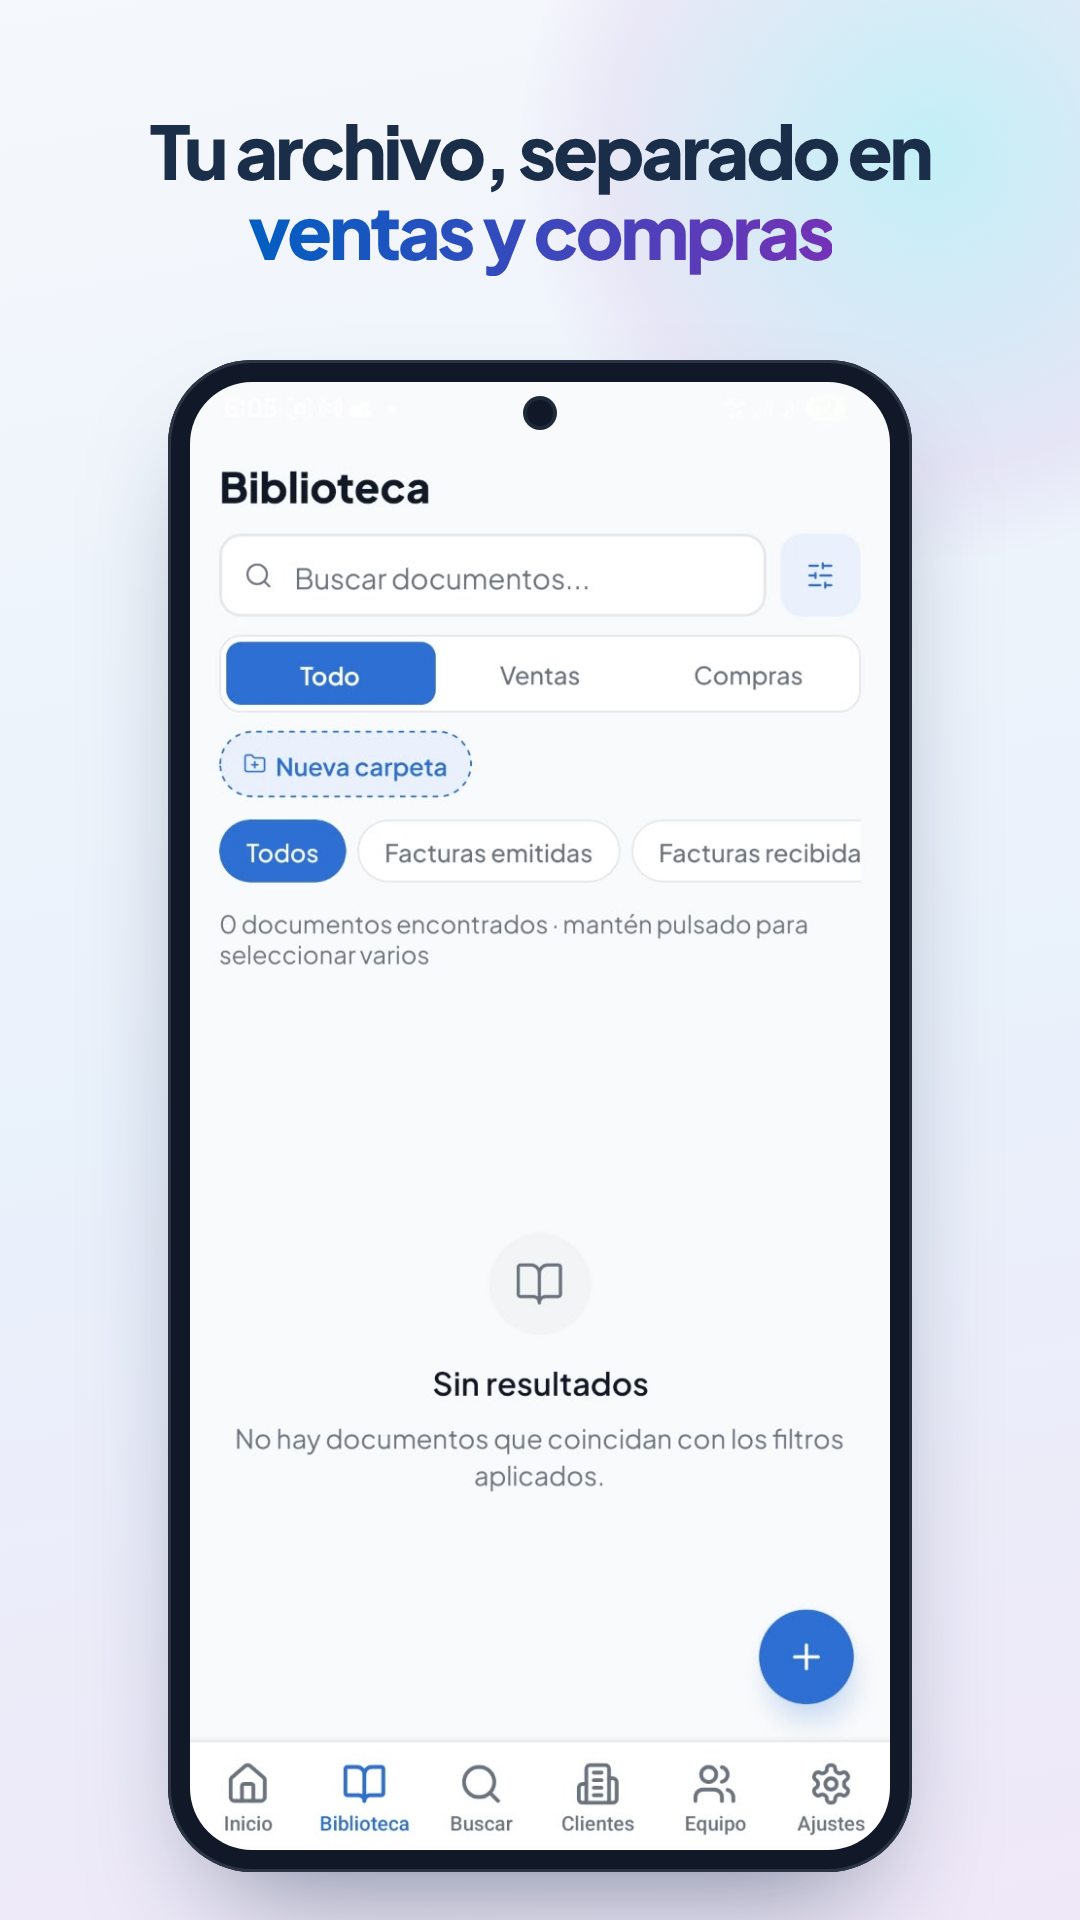 Tu archivo, separado en
ventas y compras
6:05
Biblioteca
Buscar documentos...
Todo
Ventas
Compras
Nueva carpeta
Todos
Facturas emitidas
Facturas recibida
0 documentos encontrados · mantén pulsado para
seleccionar varios
Sin resultados
No hay documentos que coincidan con los filtros
aplicados.
Inicio
Biblioteca
Buscar
Clientes
Equipo
Ajustes